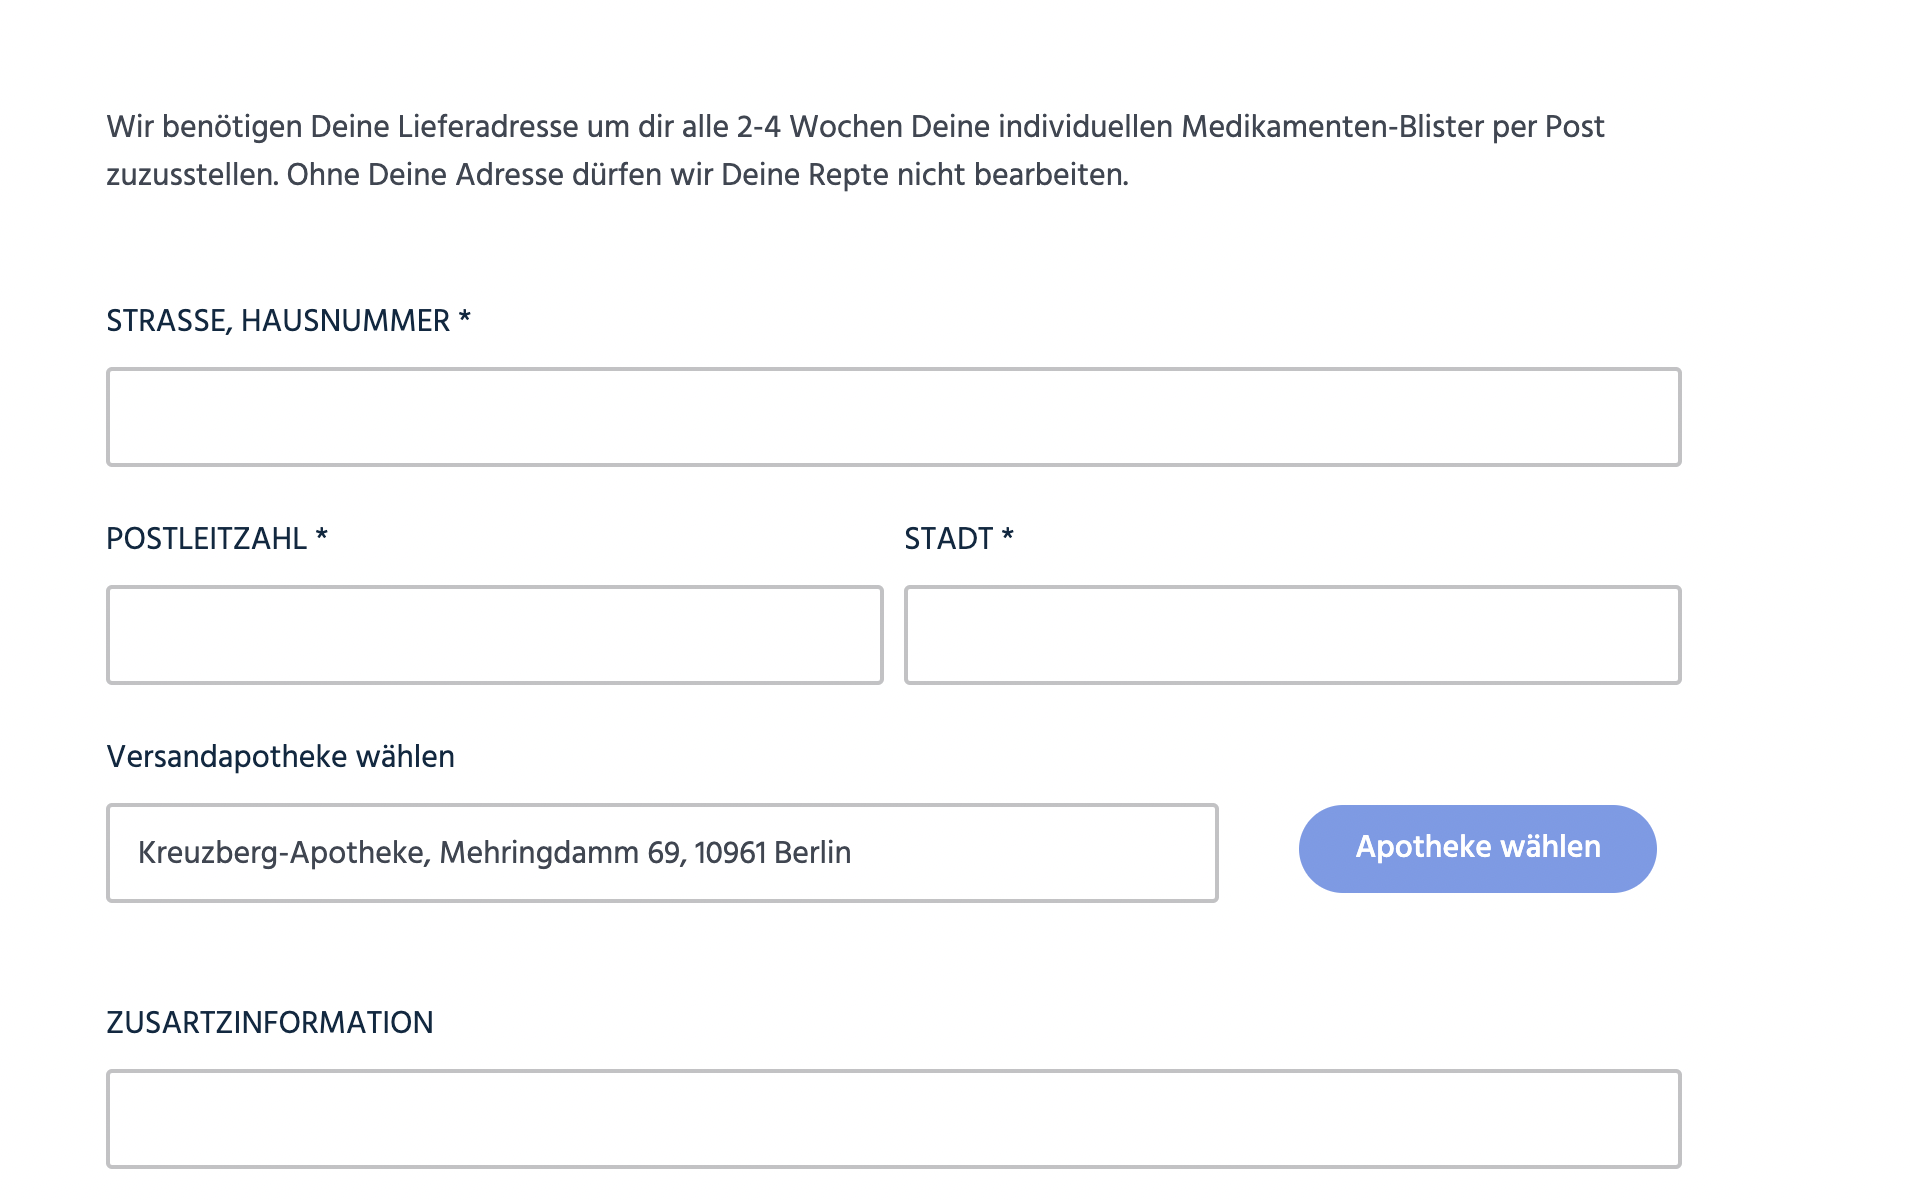 Wir benötigen Deine Lieferadresse um dir alle 2-4 Wochen Deine individuellen Medikamenten-Blister per Post
zuzusstellen. Ohne Deine Adresse dürfen wir Deine Repte nicht bearbeiten.
STRASSE, HAUSNUMMER *
POSTLEITZAHL *
STADT *
Versandapotheke wählen
Kreuzberg-Apotheke, Mehringdamm 69, 10961 Berlin
Apotheke wählen
ZUSARTZINFORMATION